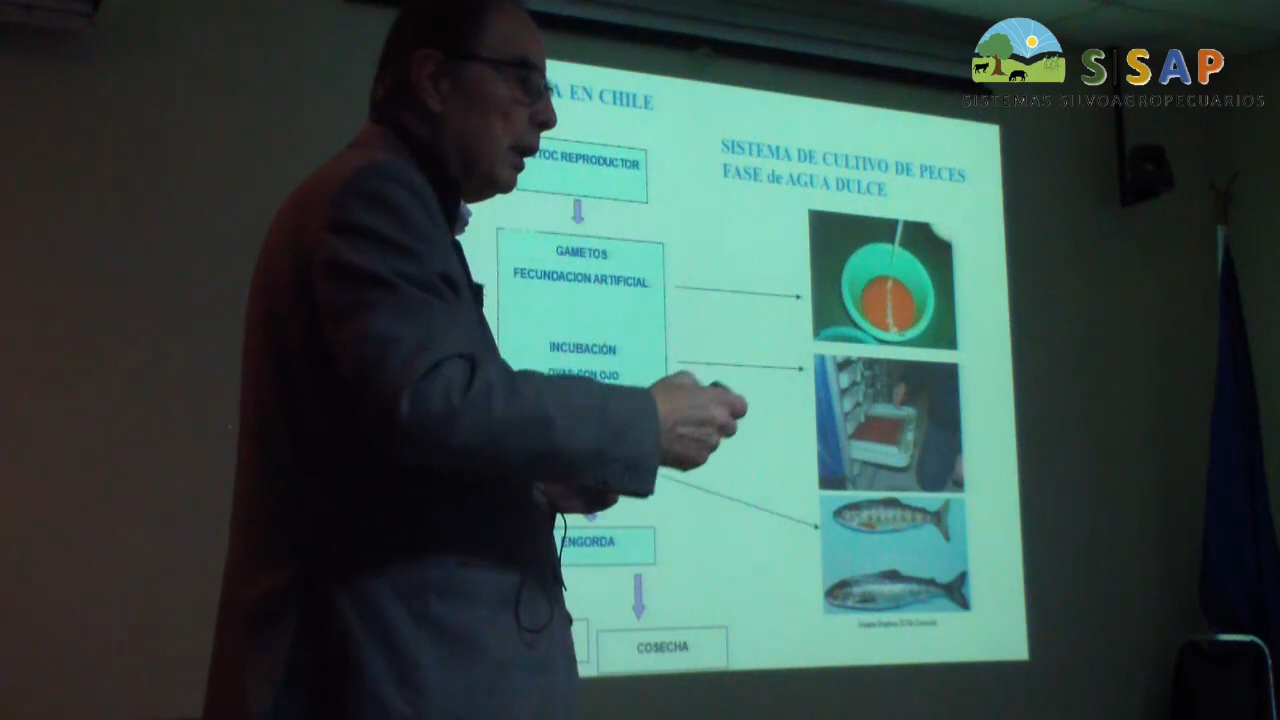 SISAP
SISTEMAS SILVOAGROPECUARIOS
A EN CHILE
TOC REPRODUCTOR
GAMETOS
FECUNDACION ARTIFICIAL
INCUBACIÓN
OVAS CON OJO
ENGORDA
COSECHA
SISTEMA DE CULTIVO DE PECES
FASE de AGUA DULCE